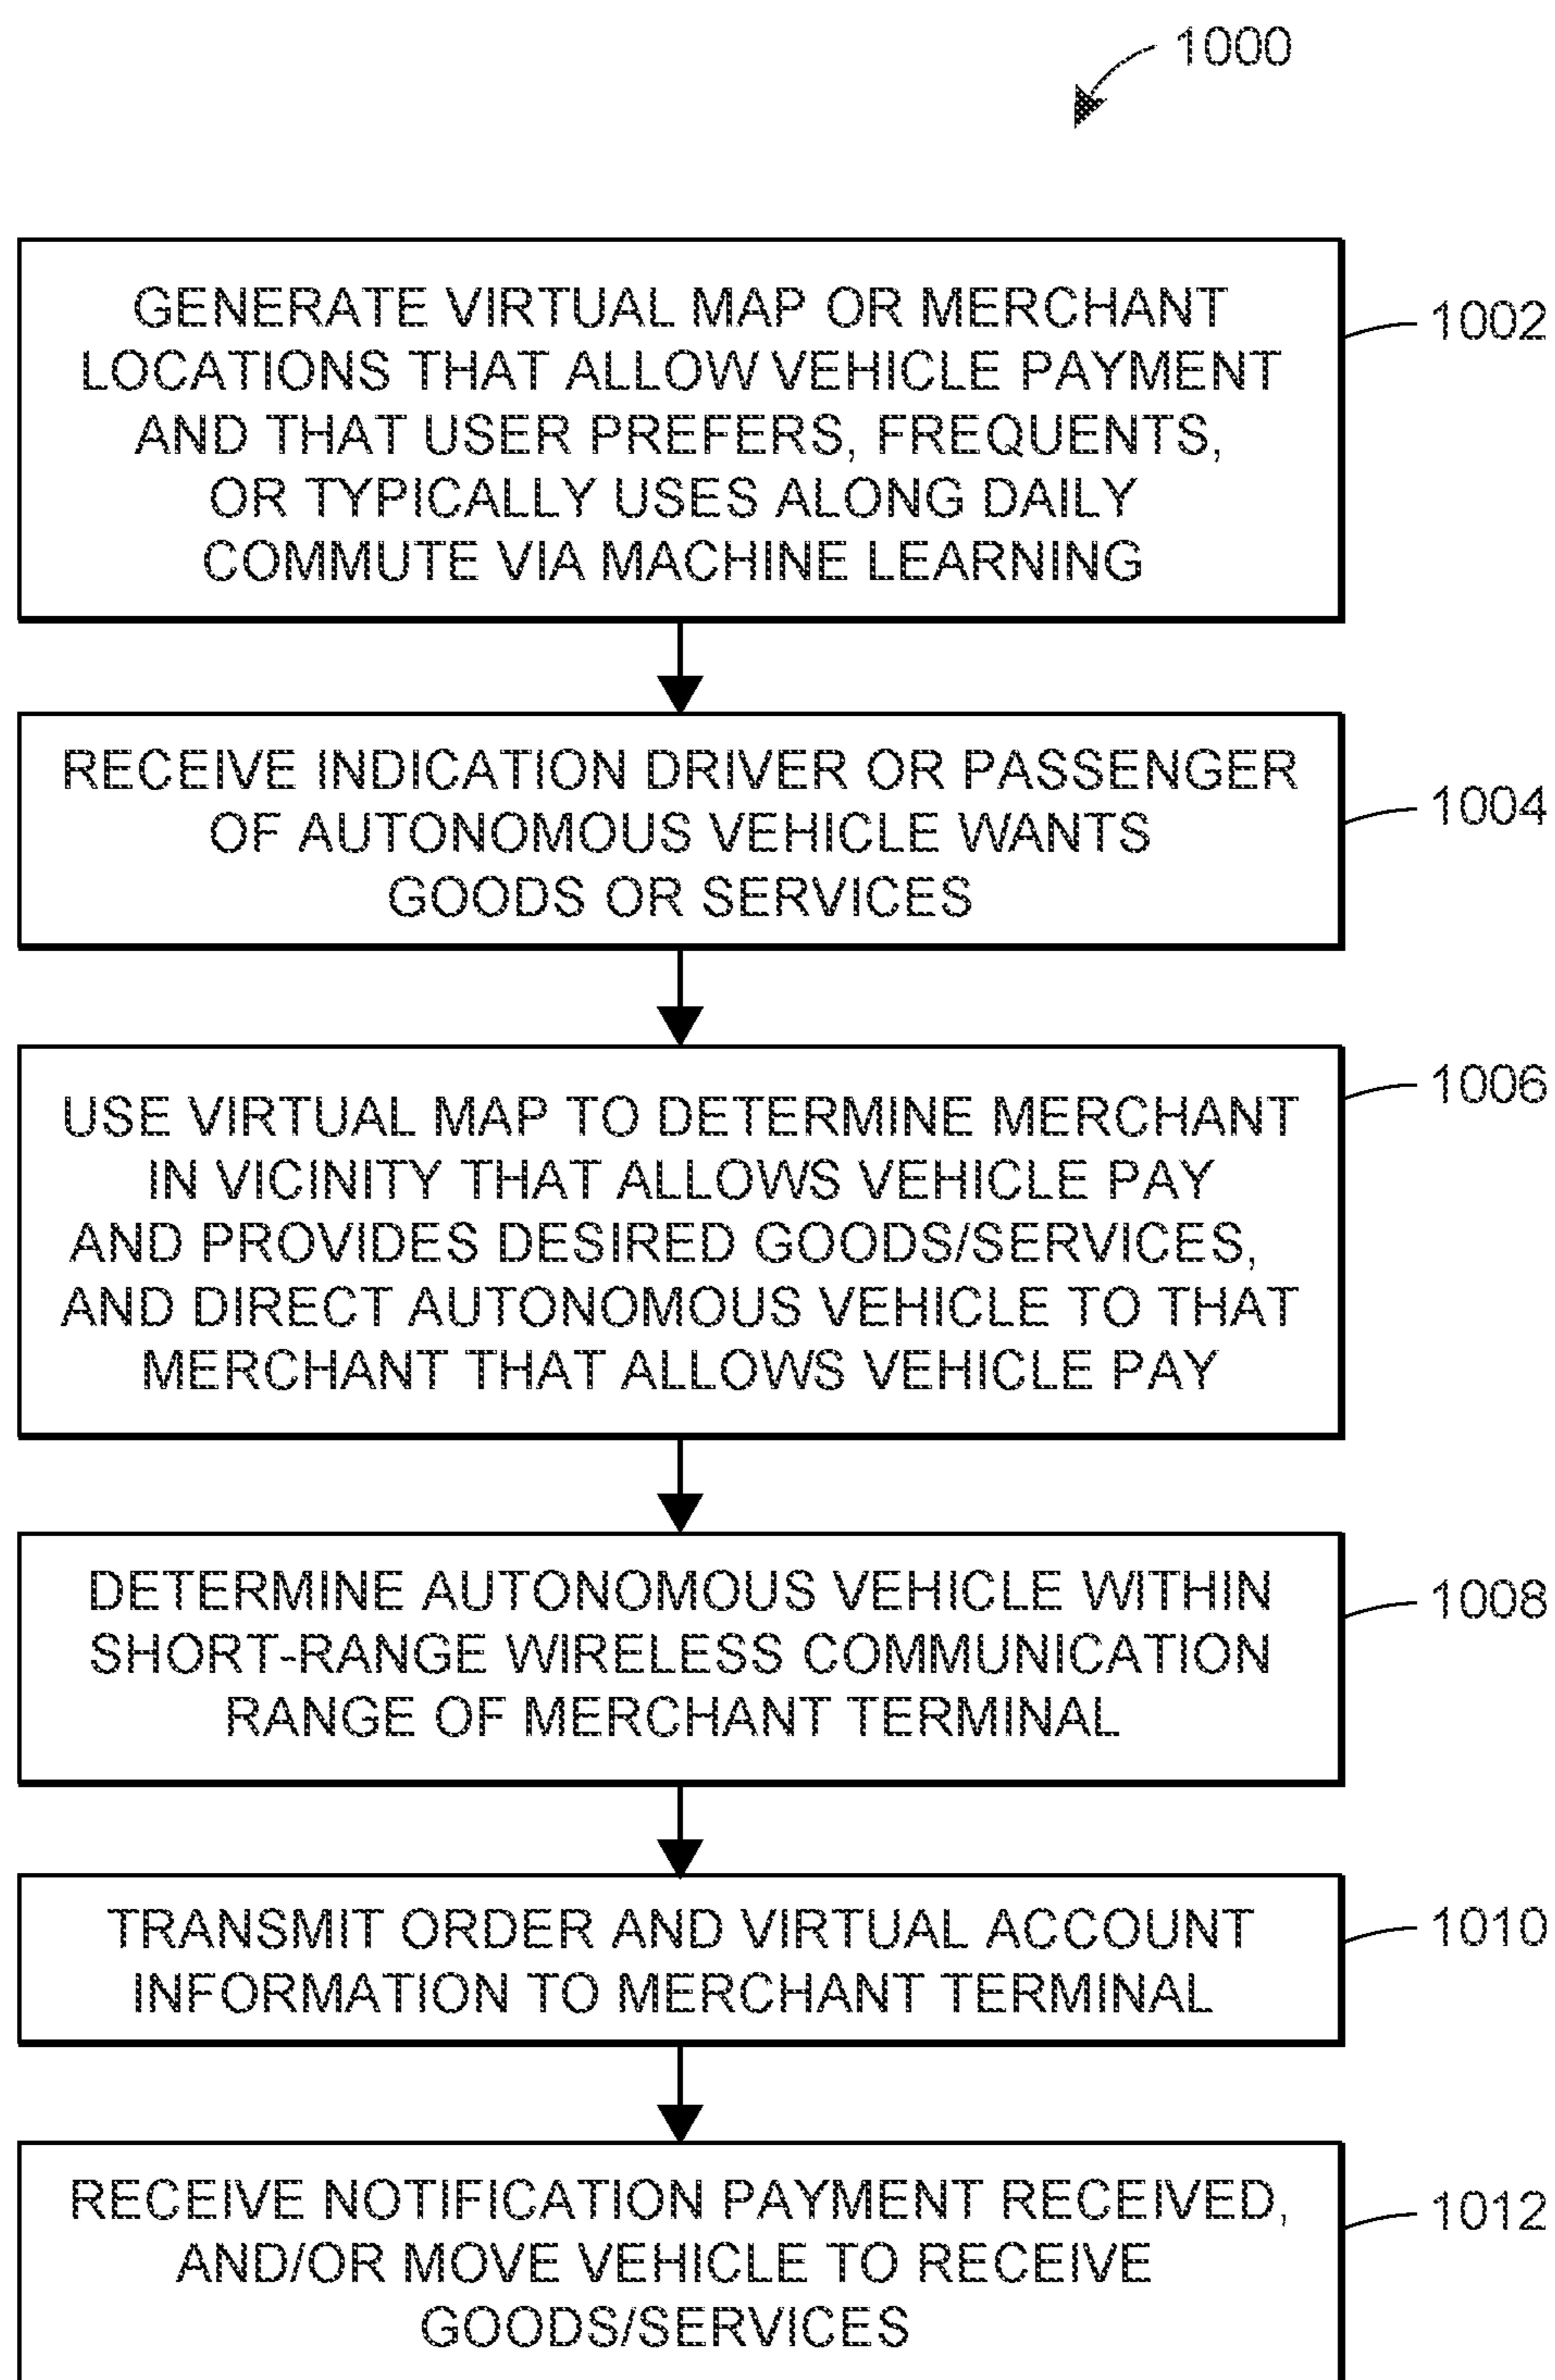 1000
GENERATE VIRTUAL MAP OR MERCHANT
LOCATIONS THAT ALLOW VEHICLE PAYMENT
AND THAT USER PREFERS, FREQUENTS,
OR TYPICALLY USES ALONG DAILY
COMMUTE VIA MACHINE LEARNING
1002
RECEIVE INDICATION DRIVER OR PASSENGER
OF AUTONOMOUS VEHICLE WANTS
GOODS OR SERVICES
1004
USE VIRTUAL MAP TO DETERMINE MERCHANT
IN VICINITY THAT ALLOWS VEHICLE PAY
AND PROVIDES DESIRED GOODS/SERVICES,
AND DIRECT AUTONOMOUS VEHICLE TO THAT
MERCHANT THAT ALLOWS VEHICLE PAY
1006
DETERMINE AUTONOMOUS VEHICLE WITHIN
SHORT-RANGE WIRELESS COMMUNICATION
RANGE OF MERCHANT TERMINAL
1008
TRANSMIT ORDER AND VIRTUAL ACCOUNT
INFORMATION TO MERCHANT TERMINAL
1010
RECEIVE NOTIFICATION PAYMENT RECEIVED,
AND/OR MOVE VEHICLE TO RECEIVE
GOODS/SERVICES
1012